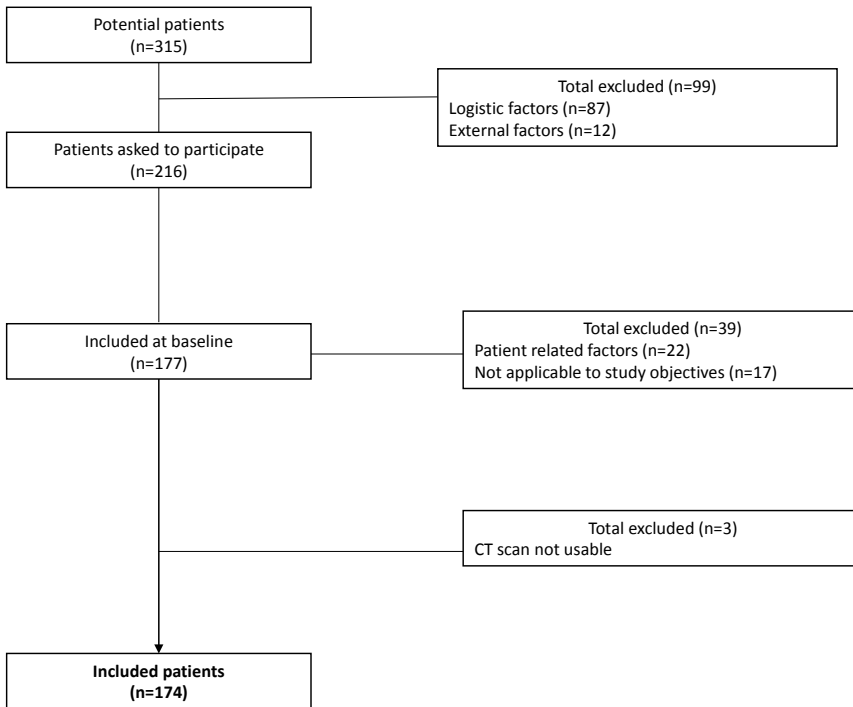 Potential patients
(n=315)
Total excluded (n=99)
Logistic factors (n=87)
External factors (n=12)
Patients asked to participate
(n=216)
Included at baseline
(n=177)
Total excluded (n=39)
Patient related factors (n=22)
Not applicable to study objectives (n=17)
Total excluded (n=3)
CT scan not usable
Included patients
(n=174)